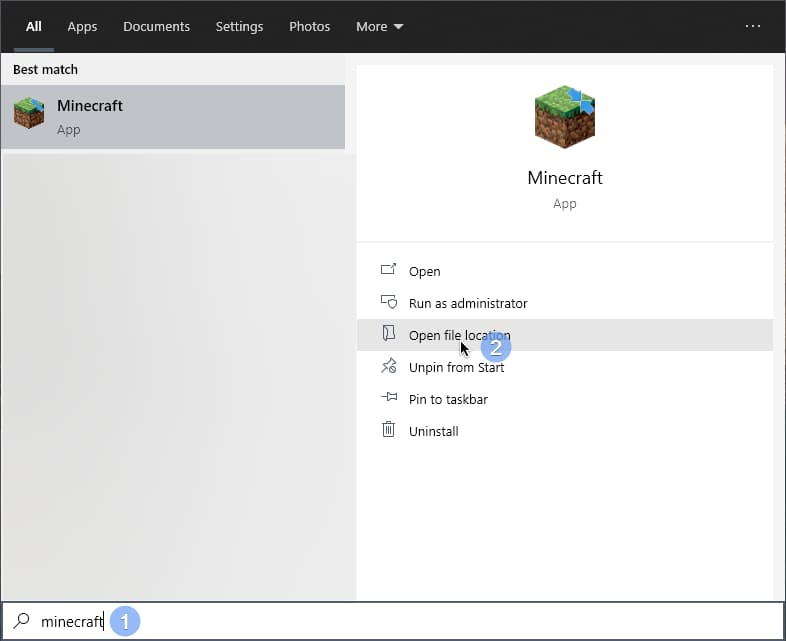 All Apps Documents Settings Photos More ...
Best match
Minecraft
App
Minecraft
App
Open
Run as administrator
Open file location
2
Unpin from Start
Pin to taskbar
Uninstall
minecraft 1